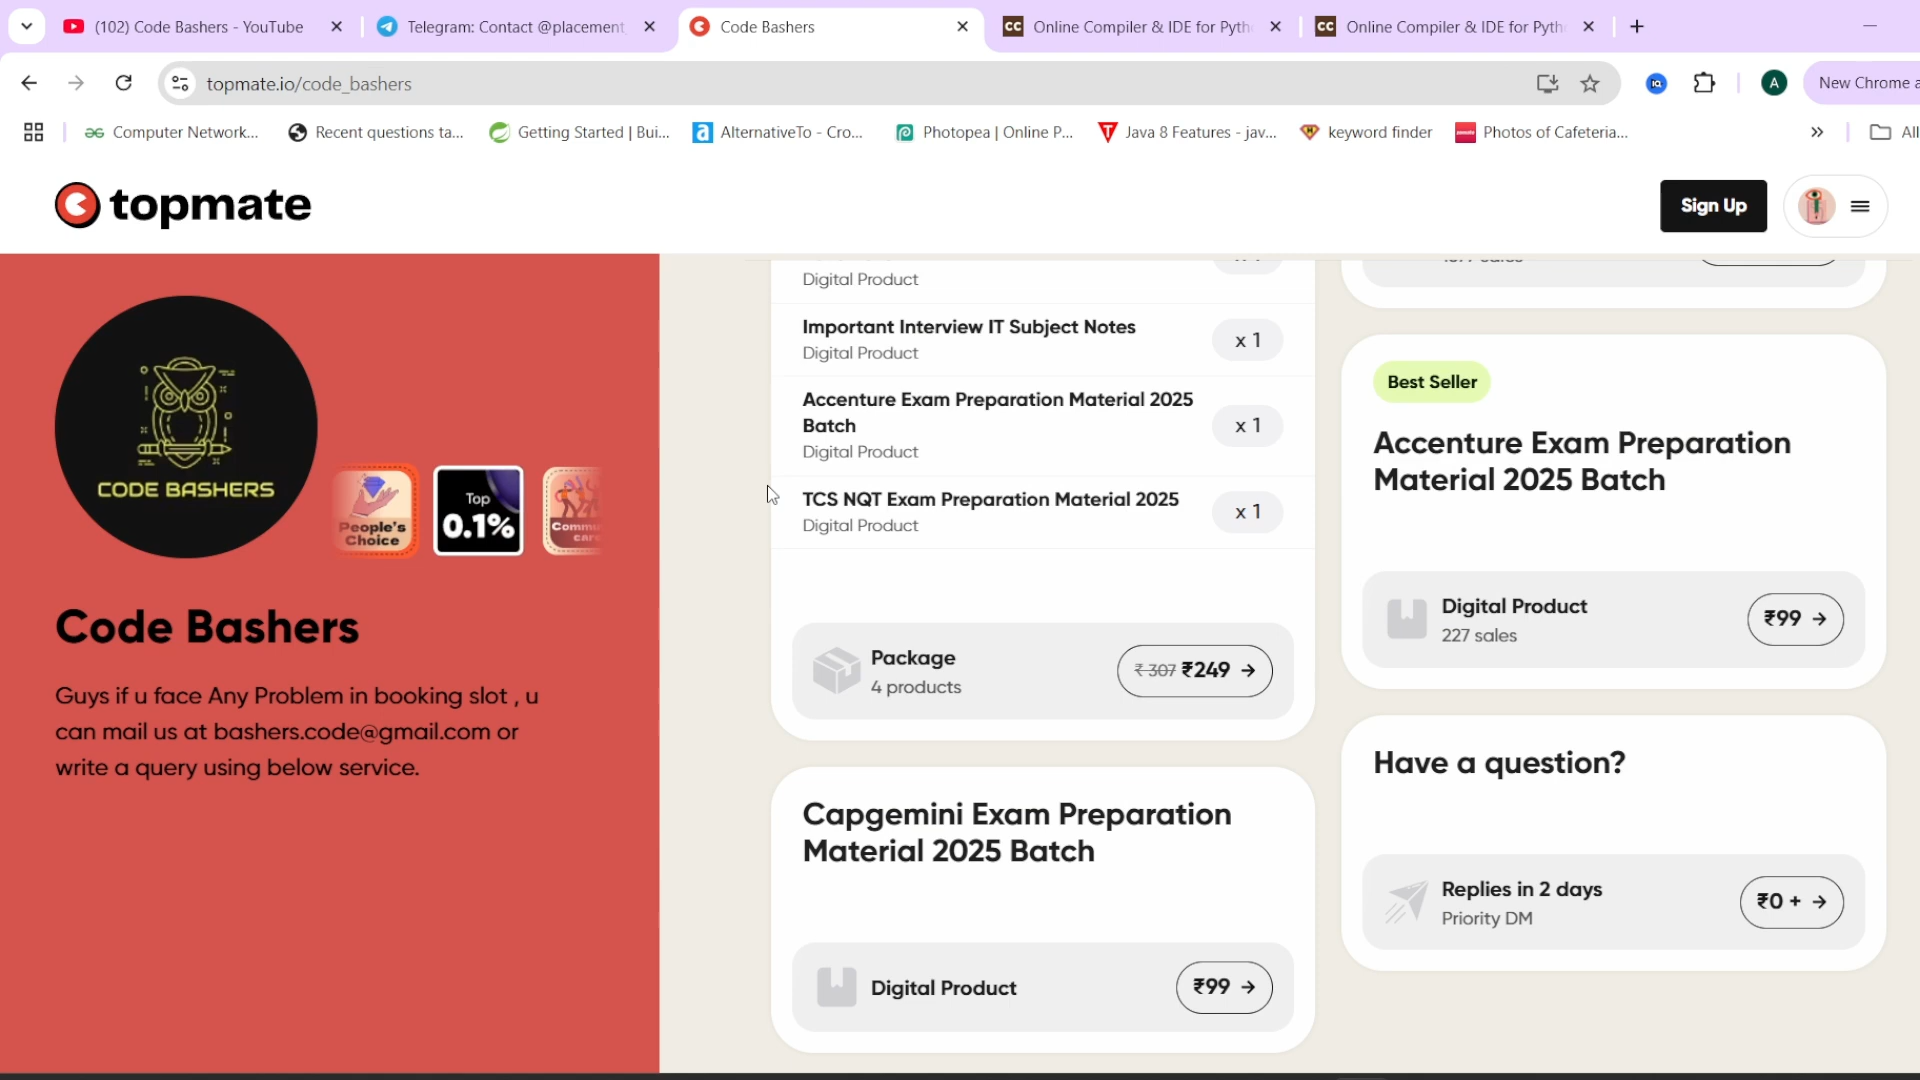 (102) Code Bashers - YouTube
Telegram: Contact @placement
Code Bashers
CC Online Compiler & IDE for Pyth
CC Online Compiler & IDE for Pyth
topmate.io/code_bashers
A
New Chrome a
Computer Network...
Recent questions ta...
Getting Started | Bui...
AlternativeTo - Cro...
Photopea | Online P...
Java 8 Features - jav...
keyword finder
Photos of Cafeteria...
All
topmate
Sign Up
CODE BASHERS
People's
Choice
Top
0.1%
Commu
care
Code Bashers
Guys if u face Any Problem in booking slot , u
can mail us at bashers.code@gmail.com or
write a query using below service.
Digital Product
Important Interview IT Subject Notes
Digital Product
x 1
Accenture Exam Preparation Material 2025
Batch
Digital Product
x 1
TCS NQT Exam Preparation Material 2025
Digital Product
x 1
Package
4 products
₹307 ₹249 →
Capgemini Exam Preparation
Material 2025 Batch
Digital Product
₹99 →
Best Seller
Accenture Exam Preparation
Material 2025 Batch
Digital Product
227 sales
₹99 →
Have a question?
Replies in 2 days
Priority DM
₹0 + →